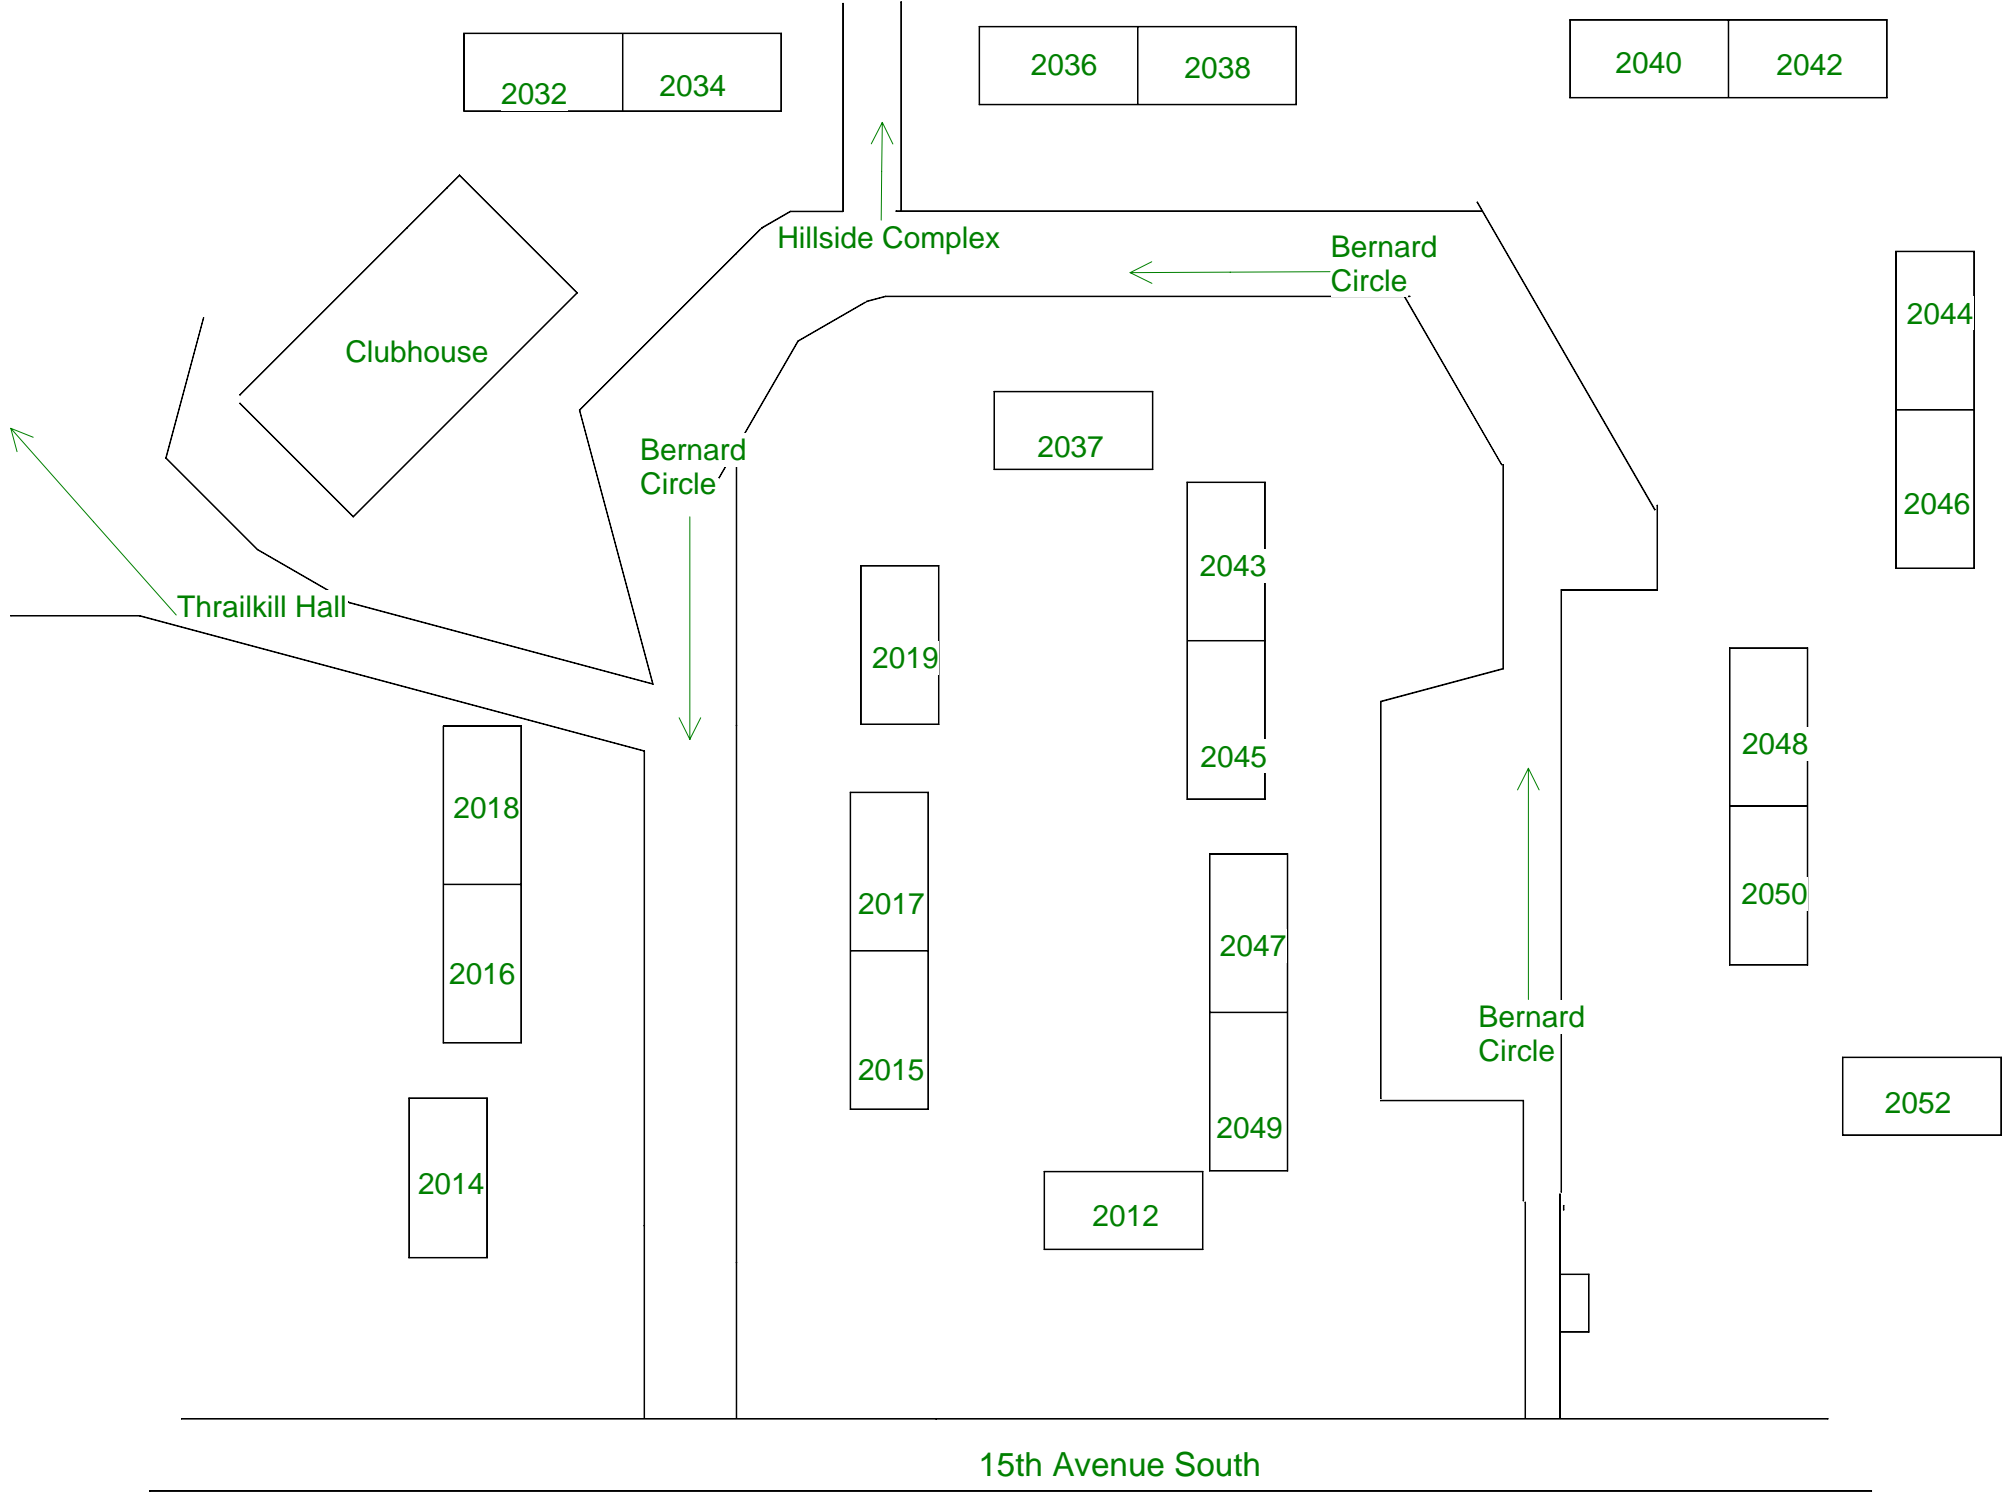 2032
2034
2036
2038
2040
2042
Hillside Complex
Bernard
Circle
2044
Clubhouse
2037
Bernard
Circle
2046
2043
Thrailkill Hall
2019
2045
2048
2018
2017
2050
2047
2016
Bernard
Circle
2015
2052
2049
2014
2012
15th Avenue South